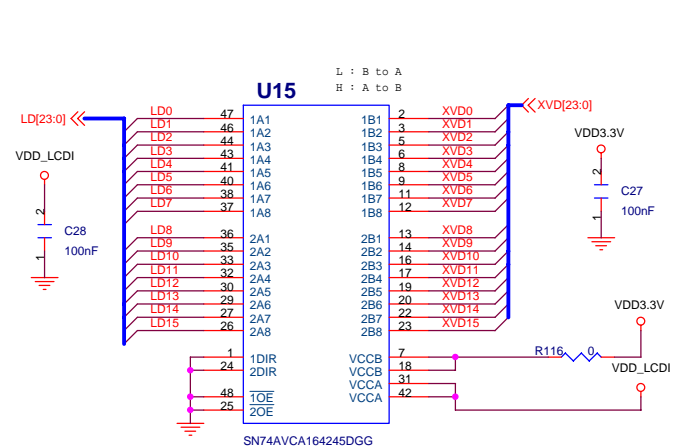 L : B to A
H : A to B
U15
LD[23:0]
XVD[23:0]
LD0 47 1A1 1B1 2 XVD0
LD1 46 1A2 1B2 3 XVD1
LD2 44 1A3 1B3 5 XVD2
LD3 43 1A4 1B4 6 XVD3
LD4 41 1A5 1B5 8 XVD4
LD5 40 1A6 1B6 9 XVD5
LD6 38 1A7 1B7 11 XVD6
LD7 37 1A8 1B8 12 XVD7
LD8 36 2A1 2B1 13 XVD8
LD9 35 2A2 2B2 14 XVD9
LD10 33 2A3 2B3 16 XVD10
LD11 32 2A4 2B4 17 XVD11
LD12 30 2A5 2B5 19 XVD12
LD13 29 2A6 2B6 20 XVD13
LD14 27 2A7 2B7 22 XVD14
LD15 26 2A8 2B8 23 XVD15
1 1DIR VCCB 7
24 2DIR VCCB 18
VCCA 31
48 1OE VCCA 42
25 2OE
SN74AVCA164245DGG
VDD_LCDI
2
C28
100nF
1
VDD3.3V
2
C27
100nF
1
VDD3.3V
R116 0
VDD_LCDI